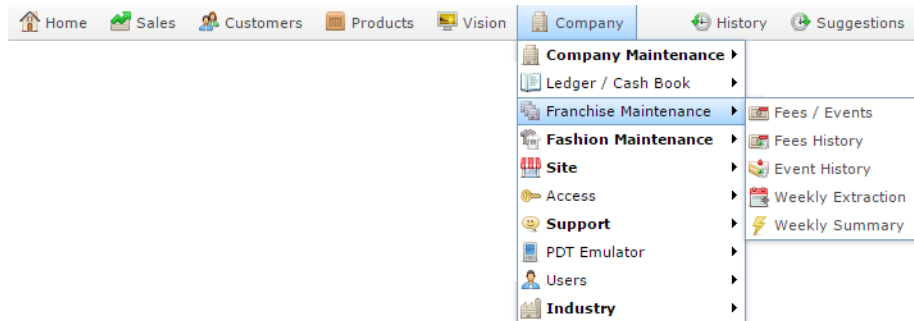 Home Sales Customers Products Vision Company History Suggestions
Company Maintenance
Ledger / Cash Book
Franchise Maintenance
Fees / Events
Fashion Maintenance
Fees History
Site
Event History
Access
Weekly Extraction
Support
Weekly Summary
PDT Emulator
Users
Industry